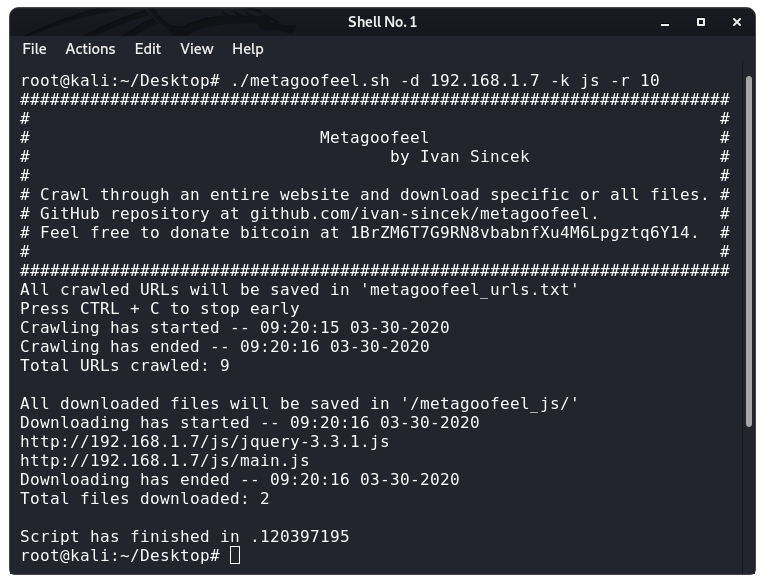 Shell No. 1
File Actions Edit View Help
root@kali:~/Desktop# ./metagoofeel.sh -d 192.168.1.7 -k js -r 10
#######################################################################
#                                                                     #
#                             Metagoofeel                             #
#                                    by Ivan Sincek                   #
#                                                                     #
# Crawl through an entire website and download specific or all files. #
# GitHub repository at github.com/ivan-sincek/metagoofeel.            #
# Feel free to donate bitcoin at 1BrZM6T7G9RN8vbabnfXu4M6Lpgztq6Y14.  #
#                                                                     #
#######################################################################
All crawled URLs will be saved in 'metagoofeel_urls.txt'
Press CTRL + C to stop early
Crawling has started -- 09:20:15 03-30-2020
Crawling has ended -- 09:20:16 03-30-2020
Total URLs crawled: 9

All downloaded files will be saved in '/metagoofeel_js/'
Downloading has started -- 09:20:16 03-30-2020
http://192.168.1.7/js/jquery-3.3.1.js
http://192.168.1.7/js/main.js
Downloading has ended -- 09:20:16 03-30-2020
Total files downloaded: 2

Script has finished in .120397195
root@kali:~/Desktop#